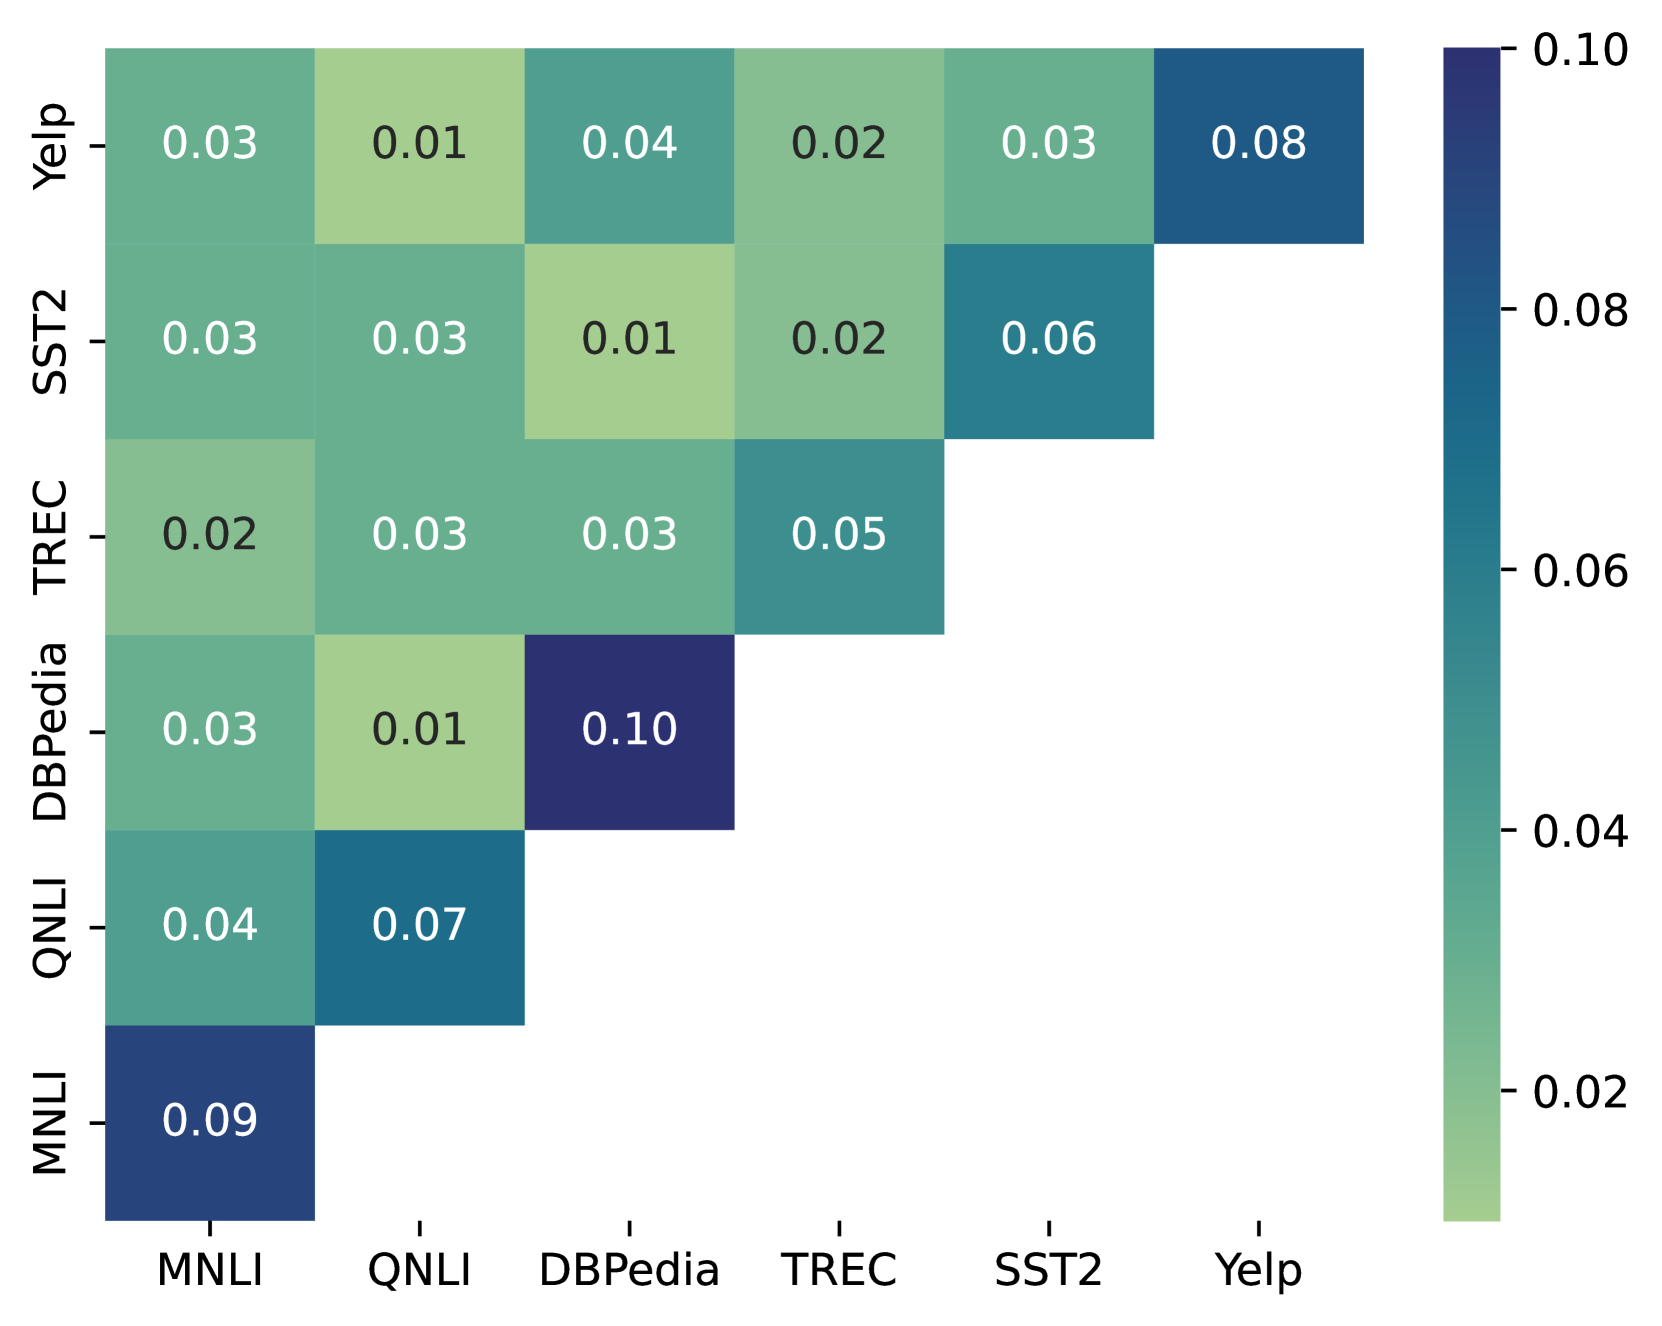 Yelp 0.03 0.01 0.04 0.02 0.03 0.08
SST2 0.03 0.03 0.01 0.02 0.06
TREC 0.02 0.03 0.03 0.05
DBPedia 0.03 0.01 0.10
QNLI 0.04 0.07
MNLI 0.09
MNLI QNLI DBPedia TREC SST2 Yelp
0.10
0.08
0.06
0.04
0.02